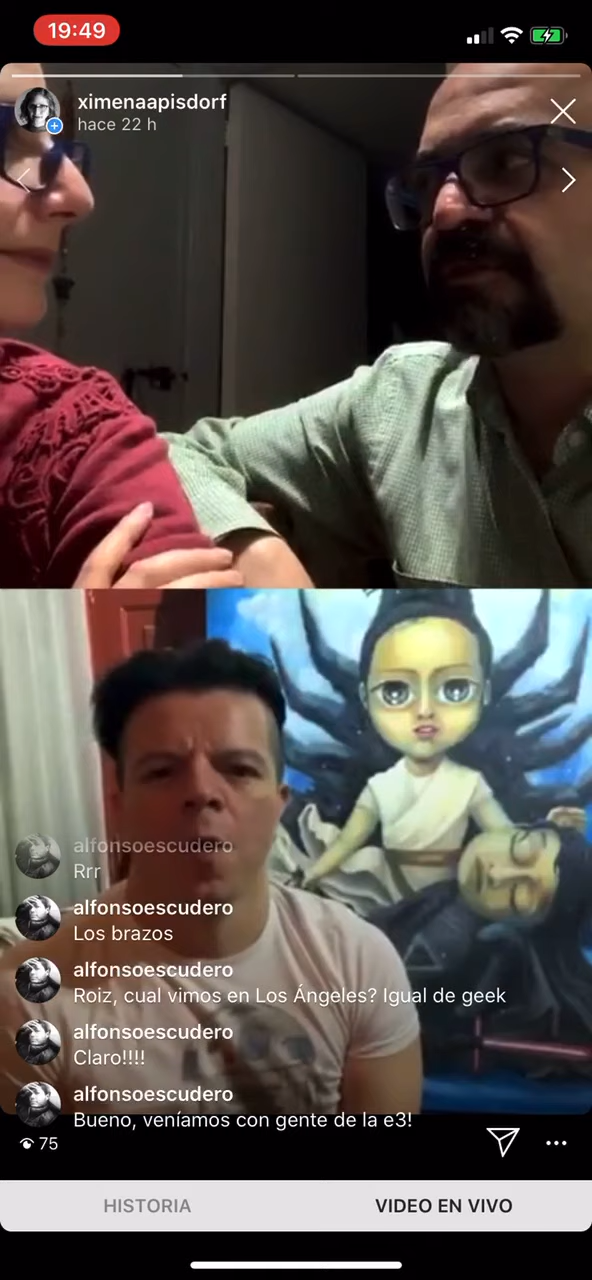 19:49
ximenaapisdorf
hace 22 h
alfonsoescudero
Rrr
alfonsoescudero
Los brazos
alfonsoescudero
Roiz, cual vimos en Los Ángeles? Igual de geek
alfonsoescudero
Claro!!!!
alfonsoescudero
Bueno, veníamos con gente de la e3!
75
HISTORIA
VIDEO EN VIVO